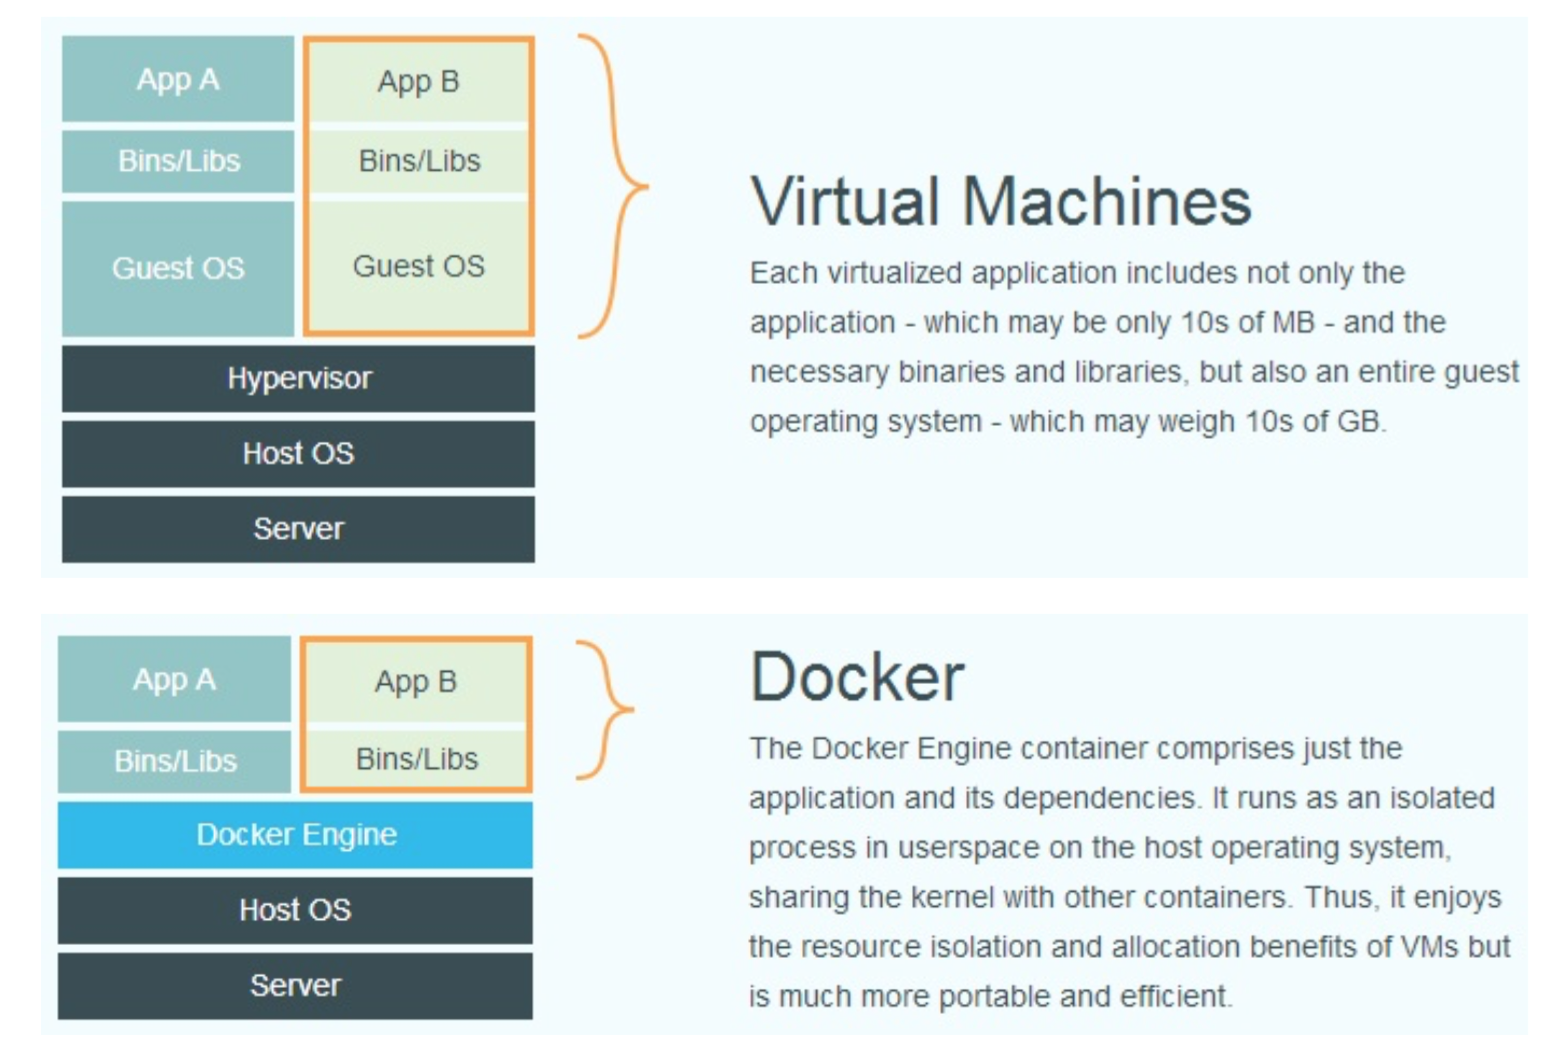 App A
App B
Bins/Libs
Bins/Libs
Guest OS
Guest OS
Hypervisor
Host OS
Server
Virtual Machines
Each virtualized application includes not only the
application - which may be only 10s of MB - and the
necessary binaries and libraries, but also an entire guest
operating system - which may weigh 10s of GB.
App A
App B
Bins/Libs
Bins/Libs
Docker Engine
Host OS
Server
Docker
The Docker Engine container comprises just the
application and its dependencies. It runs as an isolated
process in userspace on the host operating system,
sharing the kernel with other containers. Thus, it enjoys
the resource isolation and allocation benefits of VMs but
is much more portable and efficient.